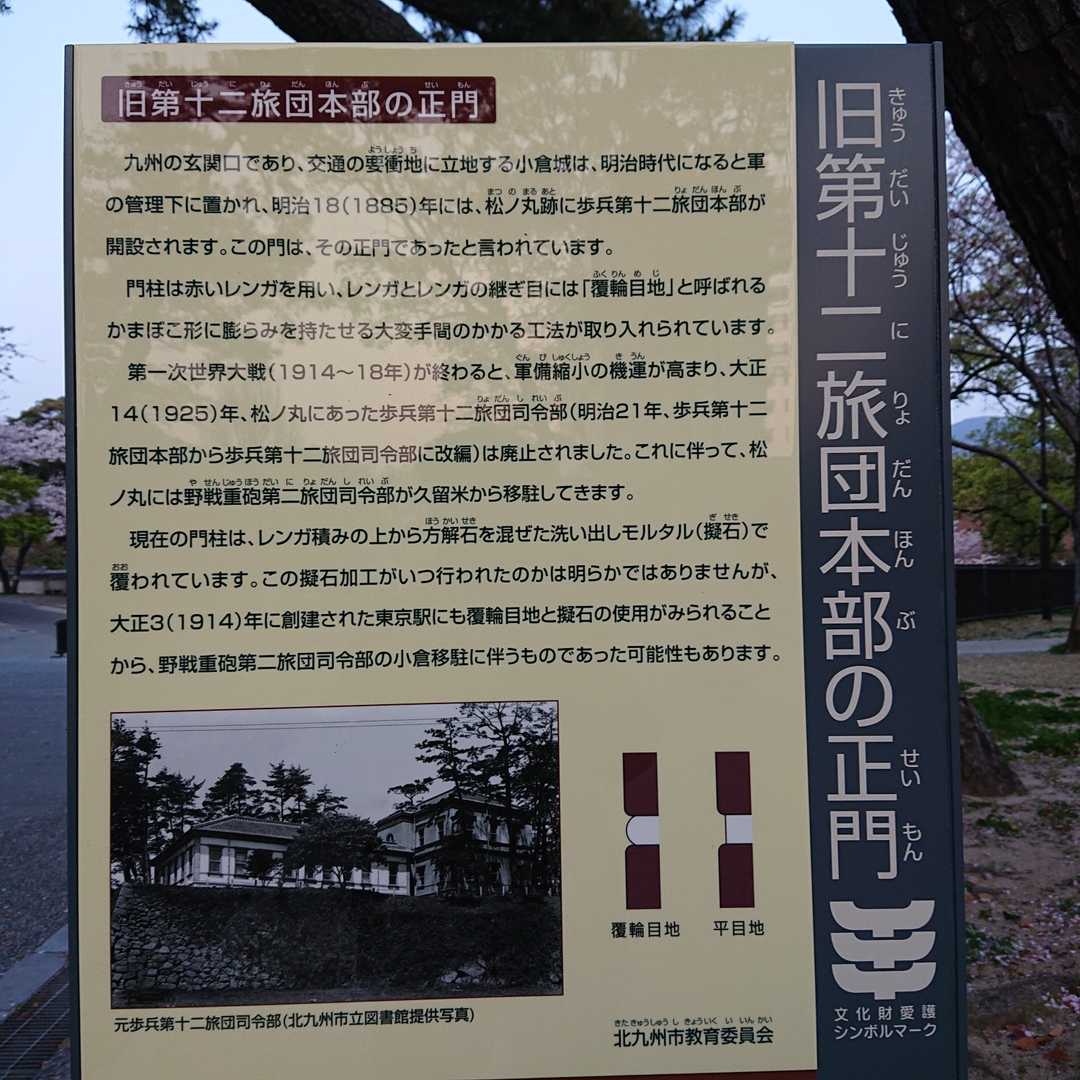 旧第十二旅団本部の正門
九州の玄関口であり、交通の要衝地に立地する小倉城は、明治時代になると軍
の管理下に置かれ、明治18(1885)年には、松ノ丸跡に歩兵第十二旅団本部が
開設されます。この門は、その正門であったと言われています。
門柱は赤いレンガを用い、レンガとレンガの継ぎ目には「覆輪目地」と呼ばれる
かまぼこ形に膨らみを持たせる大変手間のかかる工法が取り入れられています。
第一次世界大戦(1914～18年)が終わると、軍備縮小の機運が高まり、大正
14(1925)年、松ノ丸にあった歩兵第十二旅団司令部(明治21年、歩兵第十二
旅団本部から歩兵第十二旅団司令部に改編)は廃止されました。これに伴って、松
ノ丸には野戦重砲第二旅団司令部が久留米から移駐してきます。
現在の門柱は、レンガ積みの上から方解石を混ぜた洗い出しモルタル(擬石)で
覆われています。この擬石加工がいつ行われたのかは明らかではありませんが、
大正3(1914)年に創建された東京駅にも覆輪目地と擬石の使用がみられること
から、野戦重砲第二旅団司令部の小倉移駐に伴うものであった可能性もあります。
元歩兵第十二旅団司令部(北九州市立図書館提供写真)
覆輪目地
平目地
北九州市教育委員会
旧第十二旅団本部の正門
文化財愛護
シンボルマーク